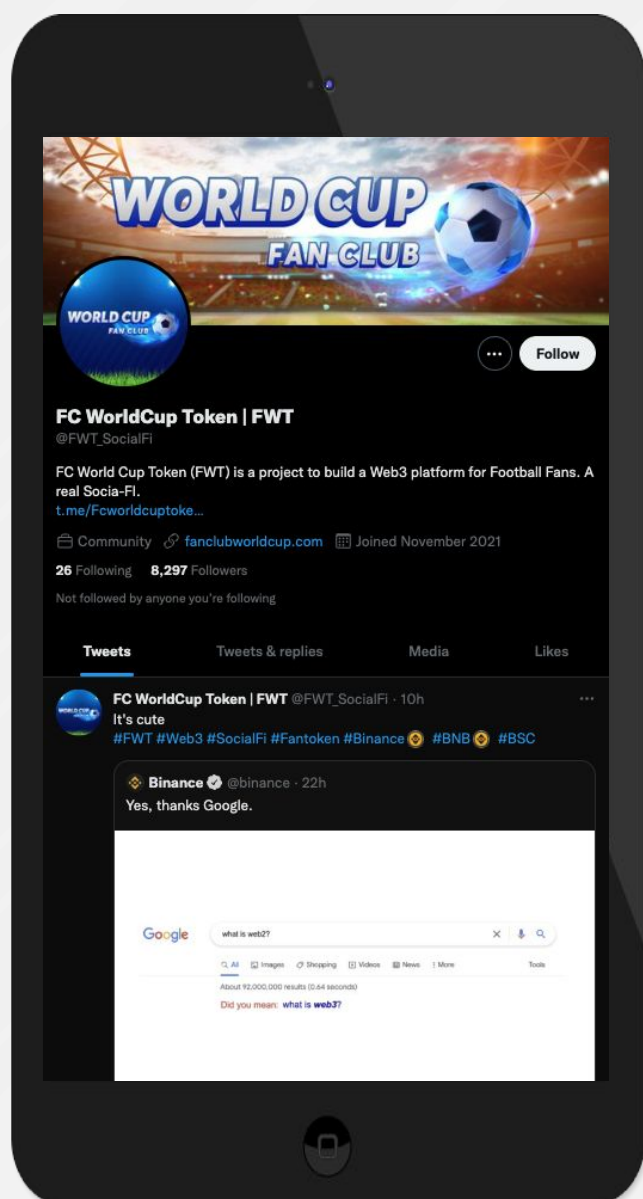 WORLD CUP
FAN CLUB
WORLD CUP
FAN CLUB
Follow
FC WorldCup Token | FWT
@FWT_SocialFi
FC World Cup Token (FWT) is a project to build a Web3 platform for Football Fans. A
real Socia-FI.
t.me/Fcworldcuptoke…
Community fanclubworldcup.com Joined November 2021
26 Following 8,297 Followers
Not followed by anyone you're following
Tweets Tweets & replies Media Likes
WORLD CUP
FC WorldCup Token | FWT @FWT_SocialFi · 10h
It's cute
#FWT #Web3 #SocialFi #Fantoken #Binance #BNB #BSC
Binance @binance · 22h
Yes, thanks Google.
Google what is web2?
All Images Shopping Videos News More Tools
About 92,000,000 results (0.64 seconds)
Did you mean: what is web3?